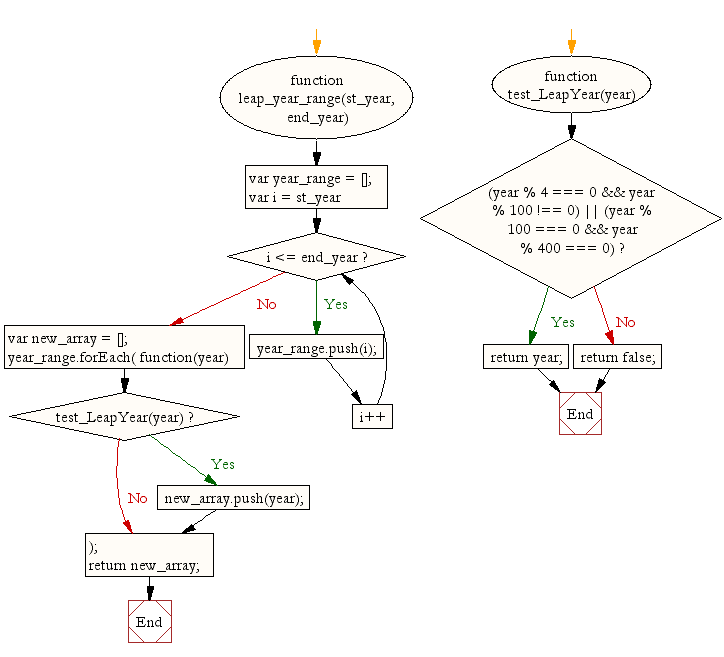 function
leap_year_range(st_year,
end_year)
var year_range = [];
var i = st_year
i <= end_year ?
No
Yes
var new_array = [];
year_range.forEach( function(year)
year_range.push(i);
i++
test_LeapYear(year) ?
Yes
No
new_array.push(year);
);
return new_array;
End
function
test_LeapYear(year)
(year % 4 === 0 && year
% 100 !== 0) || (year %
100 === 0 && year
% 400 === 0) ?
Yes
No
return year;
return false;
End